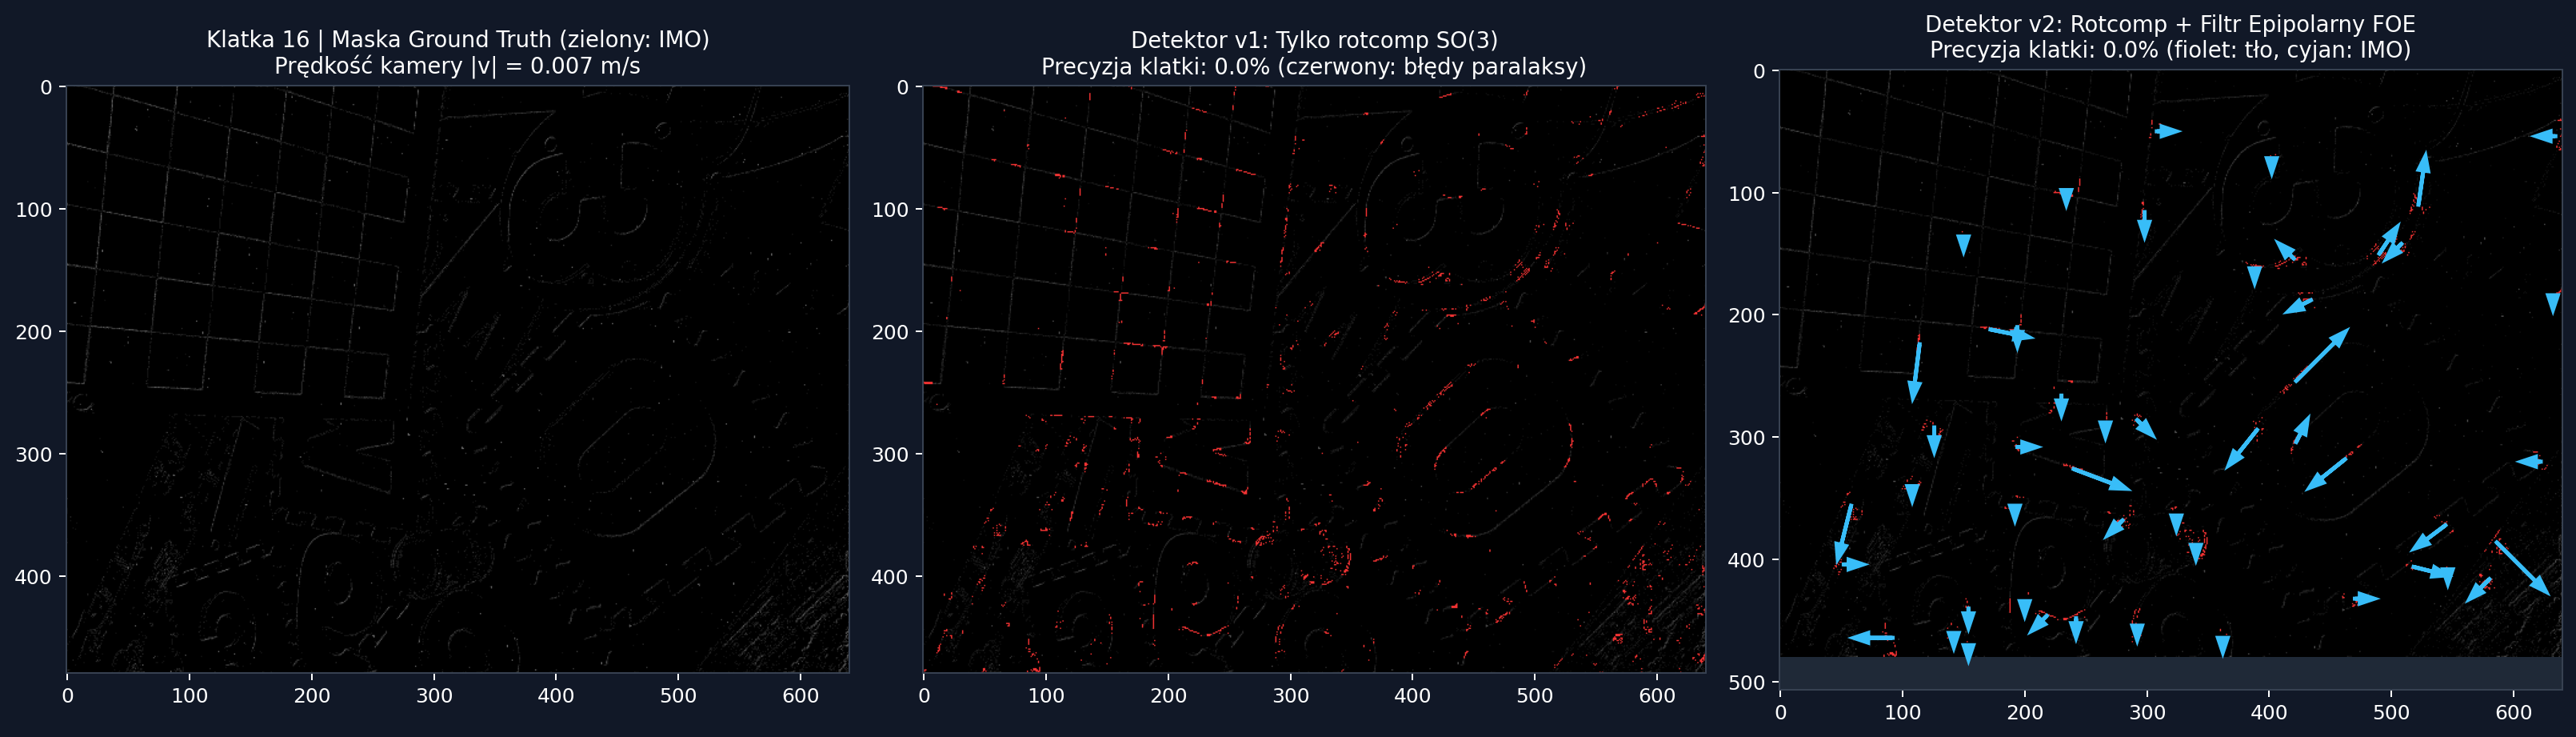 Klatka 16 | Maska Ground Truth (zielony: IMO)
Prędkość kamery |v| = 0.007 m/s
0
100
200
300
400
0 100 200 300 400 500 600
Detektor v1: Tylko rotcomp SO(3)
Precyzja klatki: 0.0% (czerwony: błędy paralaksy)
0
100
200
300
400
0 100 200 300 400 500 600
Detektor v2: Rotcomp + Filtr Epipolarny FOE
Precyzja klatki: 0.0% (fiolet: tło, cyjan: IMO)
0
100
200
300
400
500
0 100 200 300 400 500 600